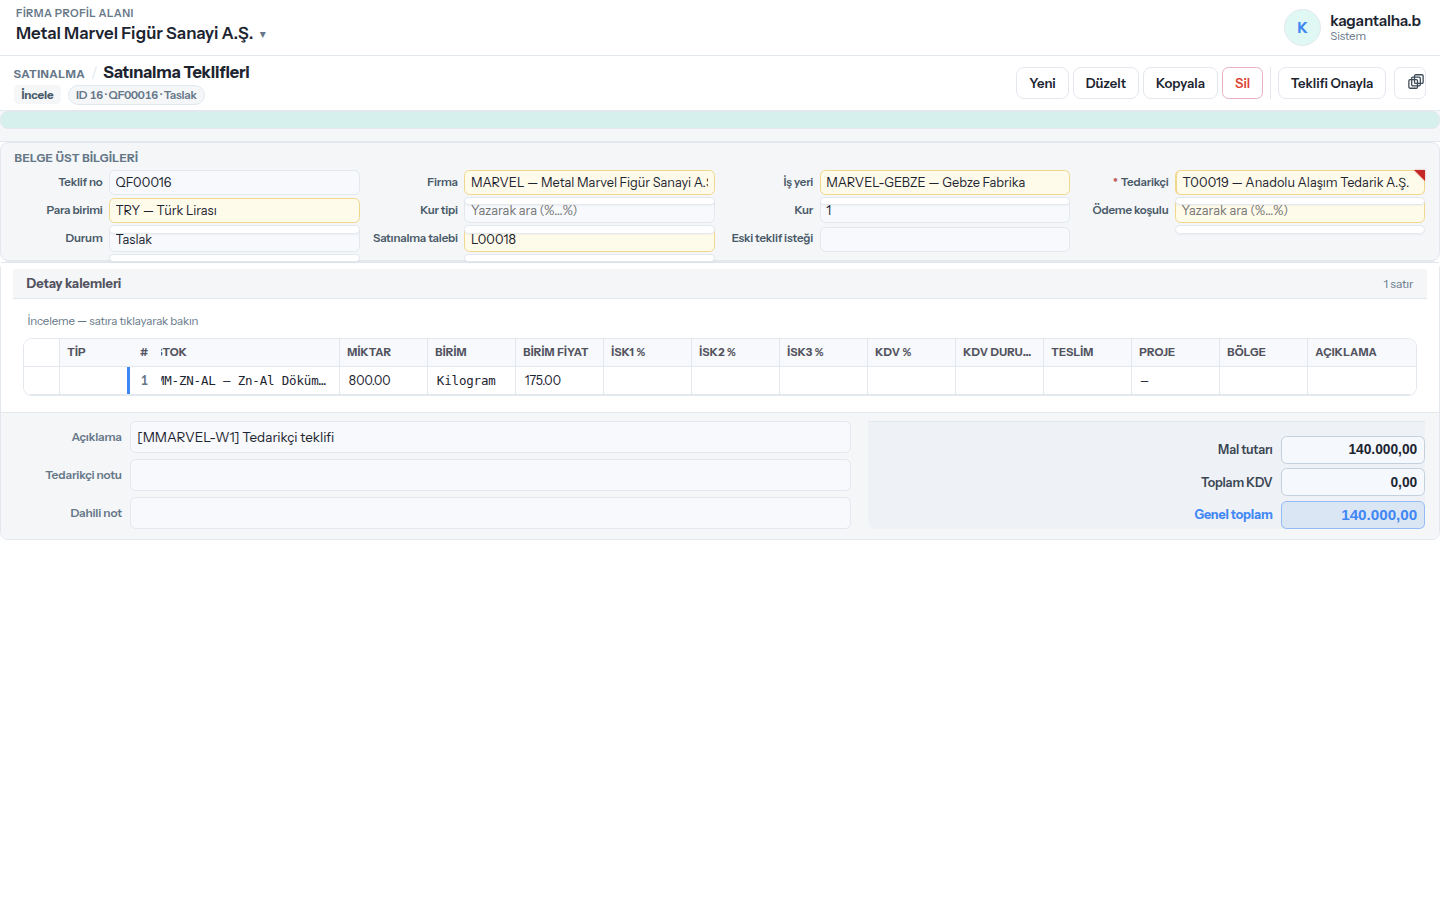 FİRMA PROFİL ALANI
Metal Marvel Figür Sanayi A.Ş. ▾
K
kagantalha.b
Sistem
SATINALMA / Satınalma Teklifleri
İncele
ID 16·QF00016·Taslak
Yeni
Düzelt
Kopyala
Sil
Teklifi Onayla
BELGE ÜST BİLGİLERİ
Teklif no QF00016
Firma MARVEL — Metal Marvel Figür Sanayi A.Ş
İş yeri MARVEL-GEBZE — Gebze Fabrika
* Tedarikçi T00019 — Anadolu Alaşım Tedarik A.Ş.
Para birimi TRY — Türk Lirası
Kur tipi Yazarak ara (%...%)
Kur 1
Ödeme koşulu Yazarak ara (%...%)
Durum Taslak
Satınalma talebi L00018
Eski teklif isteği
Detay kalemleri 1 satır
İnceleme — satıra tıklayarak bakın
TİP # STOK MİKTAR BİRİM BİRİM FİYAT İSK1 % İSK2 % İSK3 % KDV % KDV DURU... TESLİM PROJE BÖLGE AÇIKLAMA
1 MM-ZN-AL — Zn-Al Döküm… 800.00 Kilogram 175.00 —
Açıklama [MMARVEL-W1] Tedarikçi teklifi
Tedarikçi notu
Dahili not
Mal tutarı 140.000,00
Toplam KDV 0,00
Genel toplam 140.000,00